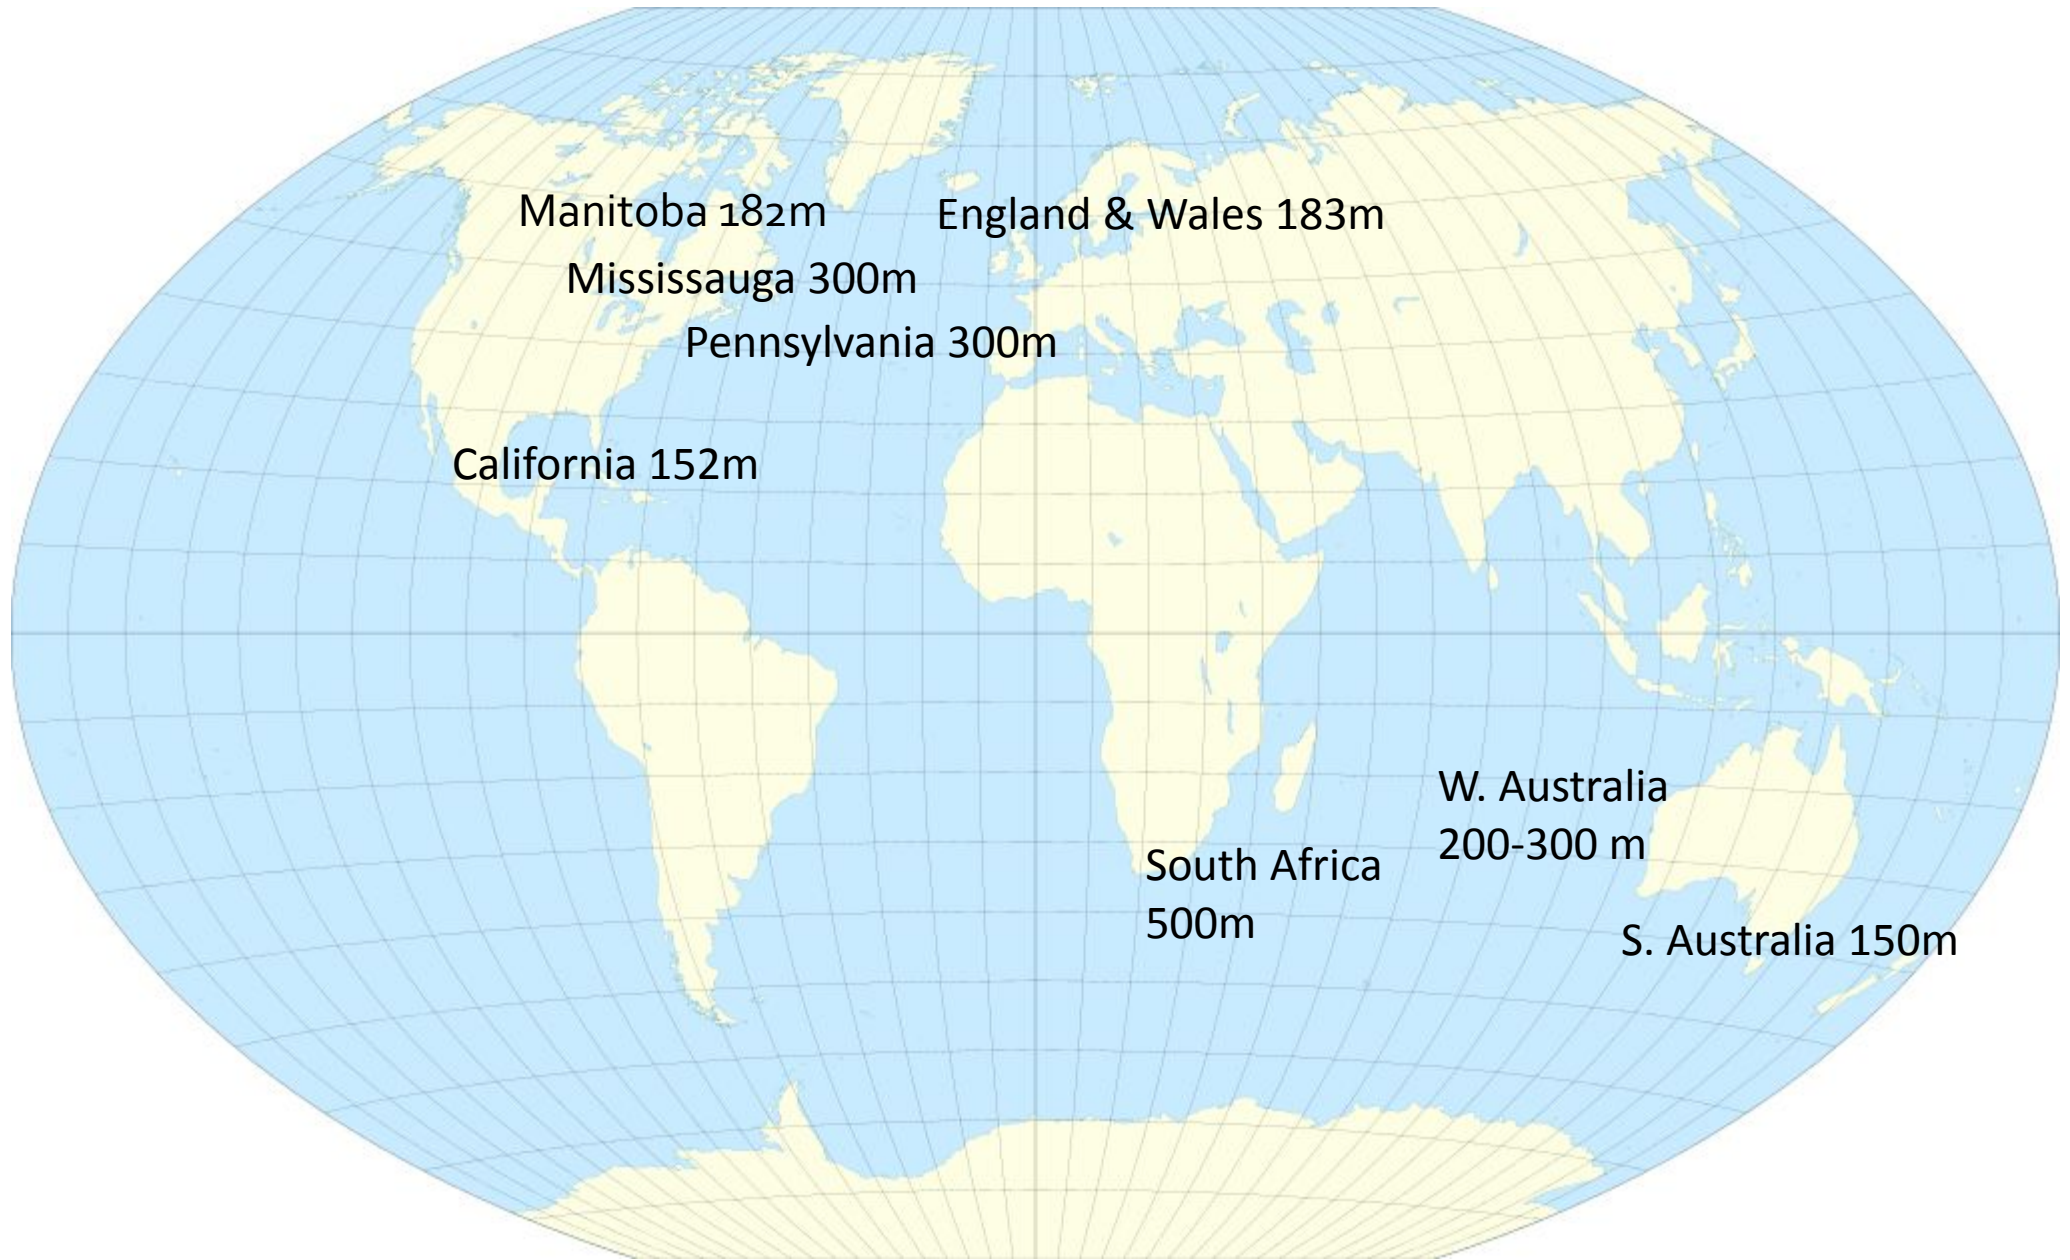 Manitoba 182m
England & Wales 183m
Mississauga 300m
Pennsylvania 300m
California 152m
W. Australia
200-300 m
South Africa
500m
S. Australia 150m